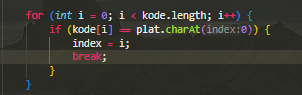 for (int i = 0; i < kode.length; i++) {
if (kode[i] == plat.charAt(index:0)) {
index = i;
break;
}
}